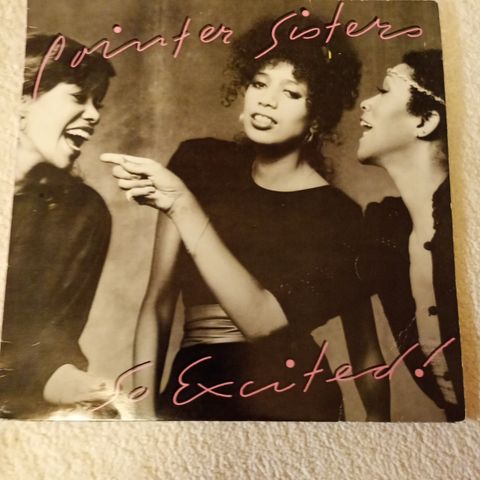 Pointer Sisters
So Excited!